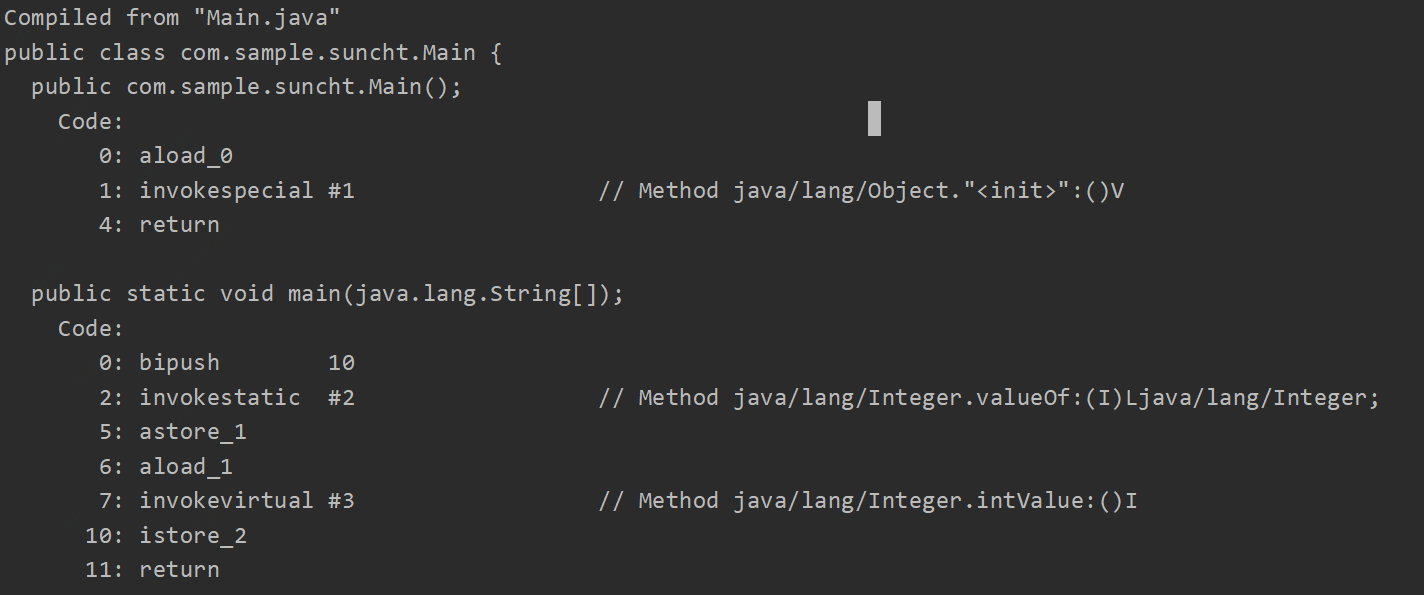 Compiled from "Main.java"
public class com.sample.suncht.Main {
  public com.sample.suncht.Main();
    Code:
       0: aload_0
       1: invokespecial #1                  // Method java/lang/Object."<init>":()V
       4: return

  public static void main(java.lang.String[]);
    Code:
       0: bipush        10
       2: invokestatic  #2                  // Method java/lang/Integer.valueOf:(I)Ljava/lang/Integer;
       5: astore_1
       6: aload_1
       7: invokevirtual #3                  // Method java/lang/Integer.intValue:()I
      10: istore_2
      11: return